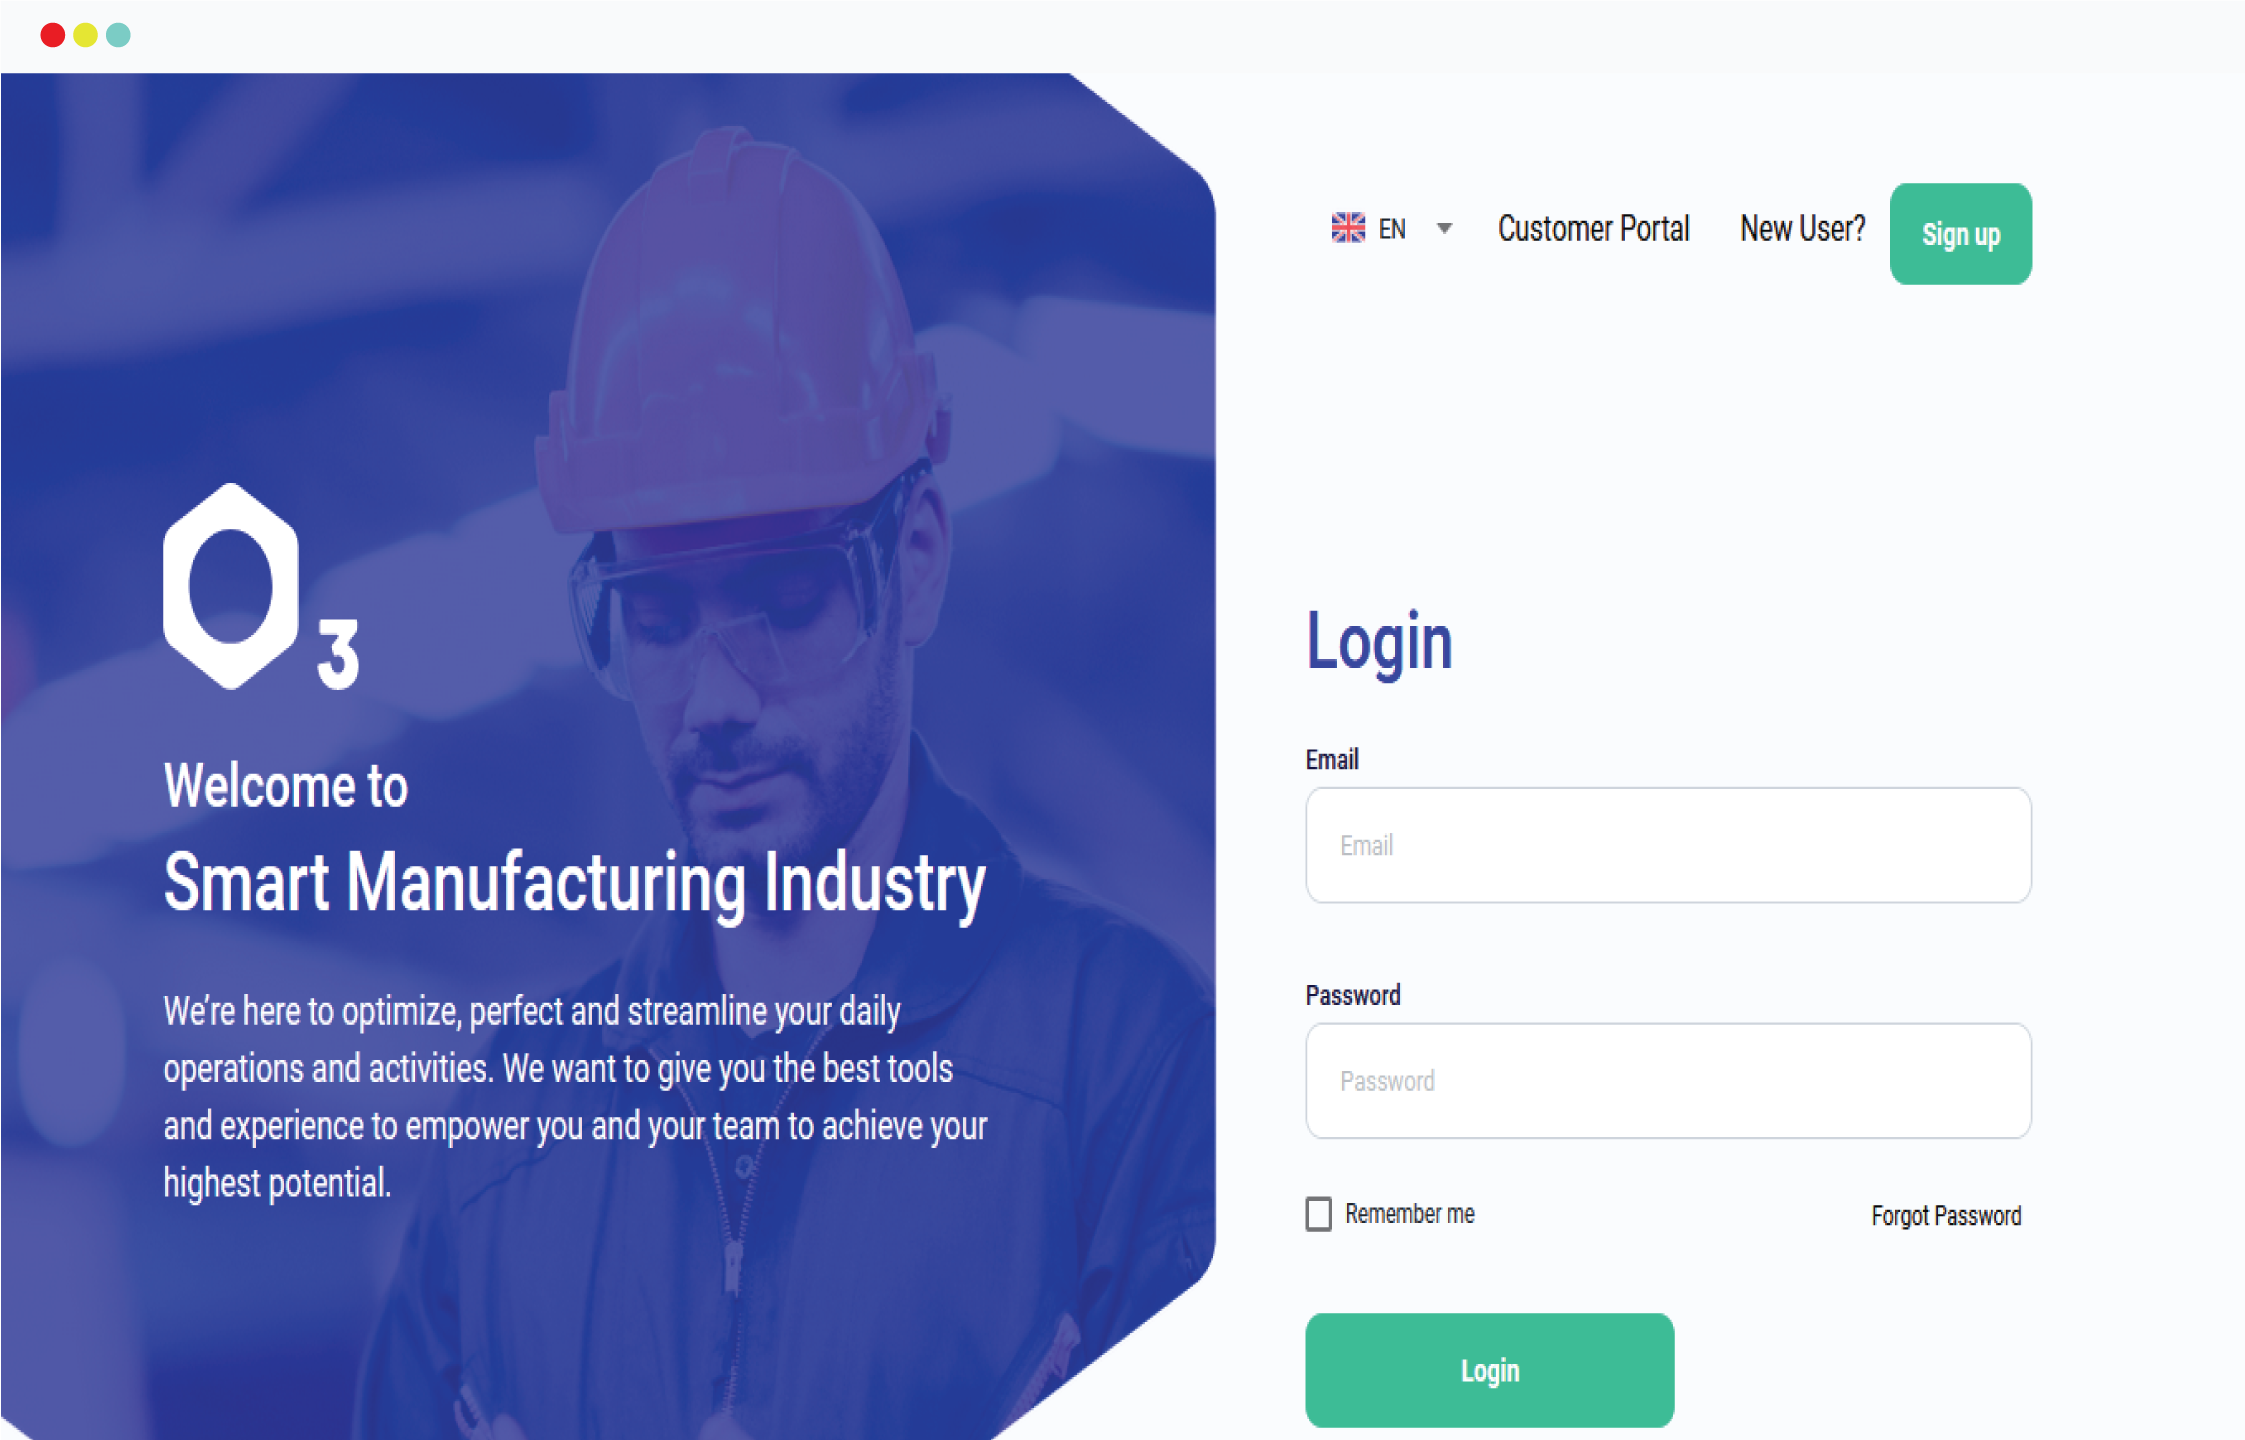 O3
Welcome to
Smart Manufacturing Industry
We're here to optimize, perfect and streamline your daily
operations and activities. We want to give you the best tools
and experience to empower you and your team to achieve your
highest potential.
EN Customer Portal New User? Sign up
Login
Email
Email
Password
Password
Remember me Forgot Password
Login